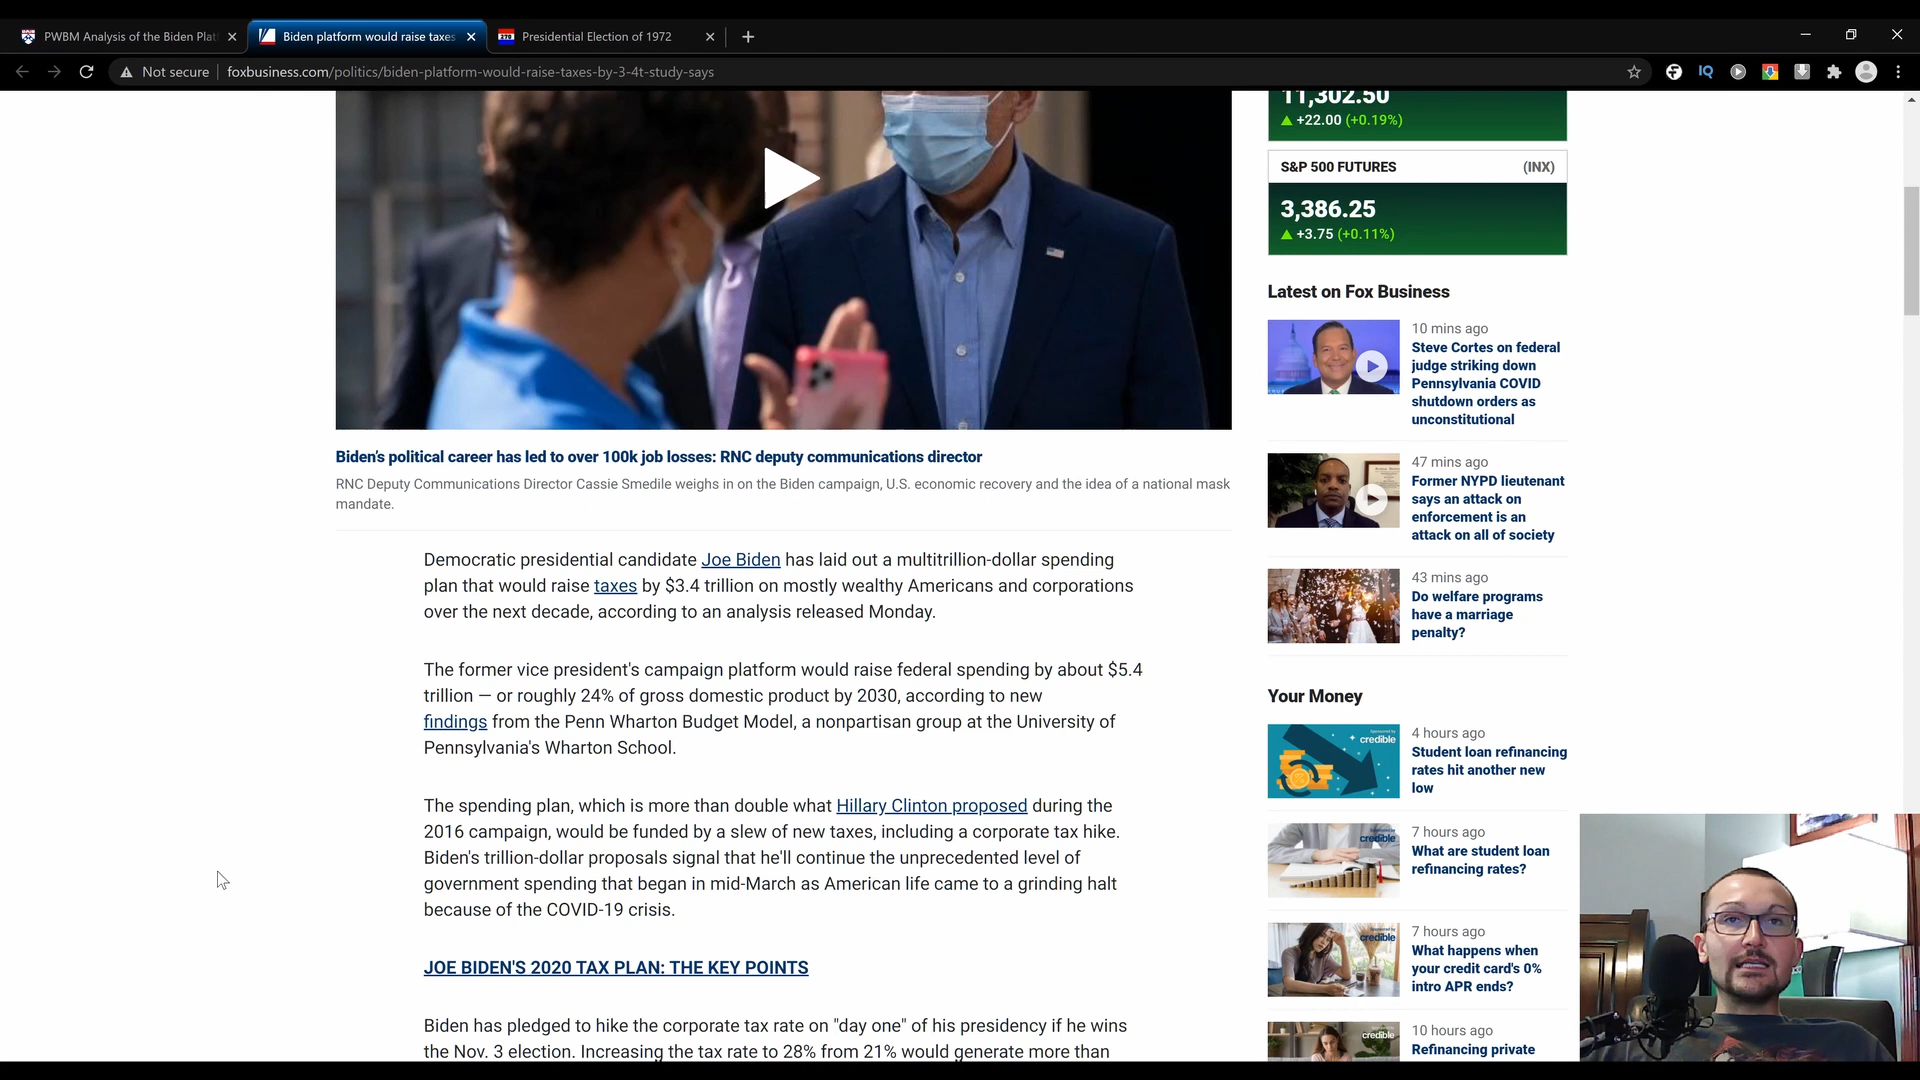 PWBM Analysis of the Biden Plat
Biden platform would raise taxes
Presidential Election of 1972
Not secure
foxbusiness.com/politics/biden-platform-would-raise-taxes-by-3-4t-study-says
IQ
11,302.50
+22.00 (+0.19%)
S&P 500 FUTURES (INX)
3,386.25
+3.75 (+0.11%)
Latest on Fox Business
10 mins ago
Steve Cortes on federal
judge striking down
Pennsylvania COVID
shutdown orders as
unconstitutional
47 mins ago
Former NYPD lieutenant
says an attack on
enforcement is an
attack on all of society
43 mins ago
Do welfare programs
have a marriage
penalty?
Your Money
credible
4 hours ago
Student loan refinancing
rates hit another new
low
credible
7 hours ago
What are student loan
refinancing rates?
credible
7 hours ago
What happens when
your credit card's 0%
intro APR ends?
credible
10 hours ago
Refinancing private
Biden's political career has led to over 100k job losses: RNC deputy communications director
RNC Deputy Communications Director Cassie Smedile weighs in on the Biden campaign, U.S. economic recovery and the idea of a national mask
mandate.
Democratic presidential candidate Joe Biden has laid out a multitrillion-dollar spending
plan that would raise taxes by $3.4 trillion on mostly wealthy Americans and corporations
over the next decade, according to an analysis released Monday.
The former vice president's campaign platform would raise federal spending by about $5.4
trillion — or roughly 24% of gross domestic product by 2030, according to new
findings from the Penn Wharton Budget Model, a nonpartisan group at the University of
Pennsylvania's Wharton School.
The spending plan, which is more than double what Hillary Clinton proposed during the
2016 campaign, would be funded by a slew of new taxes, including a corporate tax hike.
Biden's trillion-dollar proposals signal that he'll continue the unprecedented level of
government spending that began in mid-March as American life came to a grinding halt
because of the COVID-19 crisis.
JOE BIDEN'S 2020 TAX PLAN: THE KEY POINTS
Biden has pledged to hike the corporate tax rate on "day one" of his presidency if he wins
the Nov. 3 election. Increasing the tax rate to 28% from 21% would generate more than